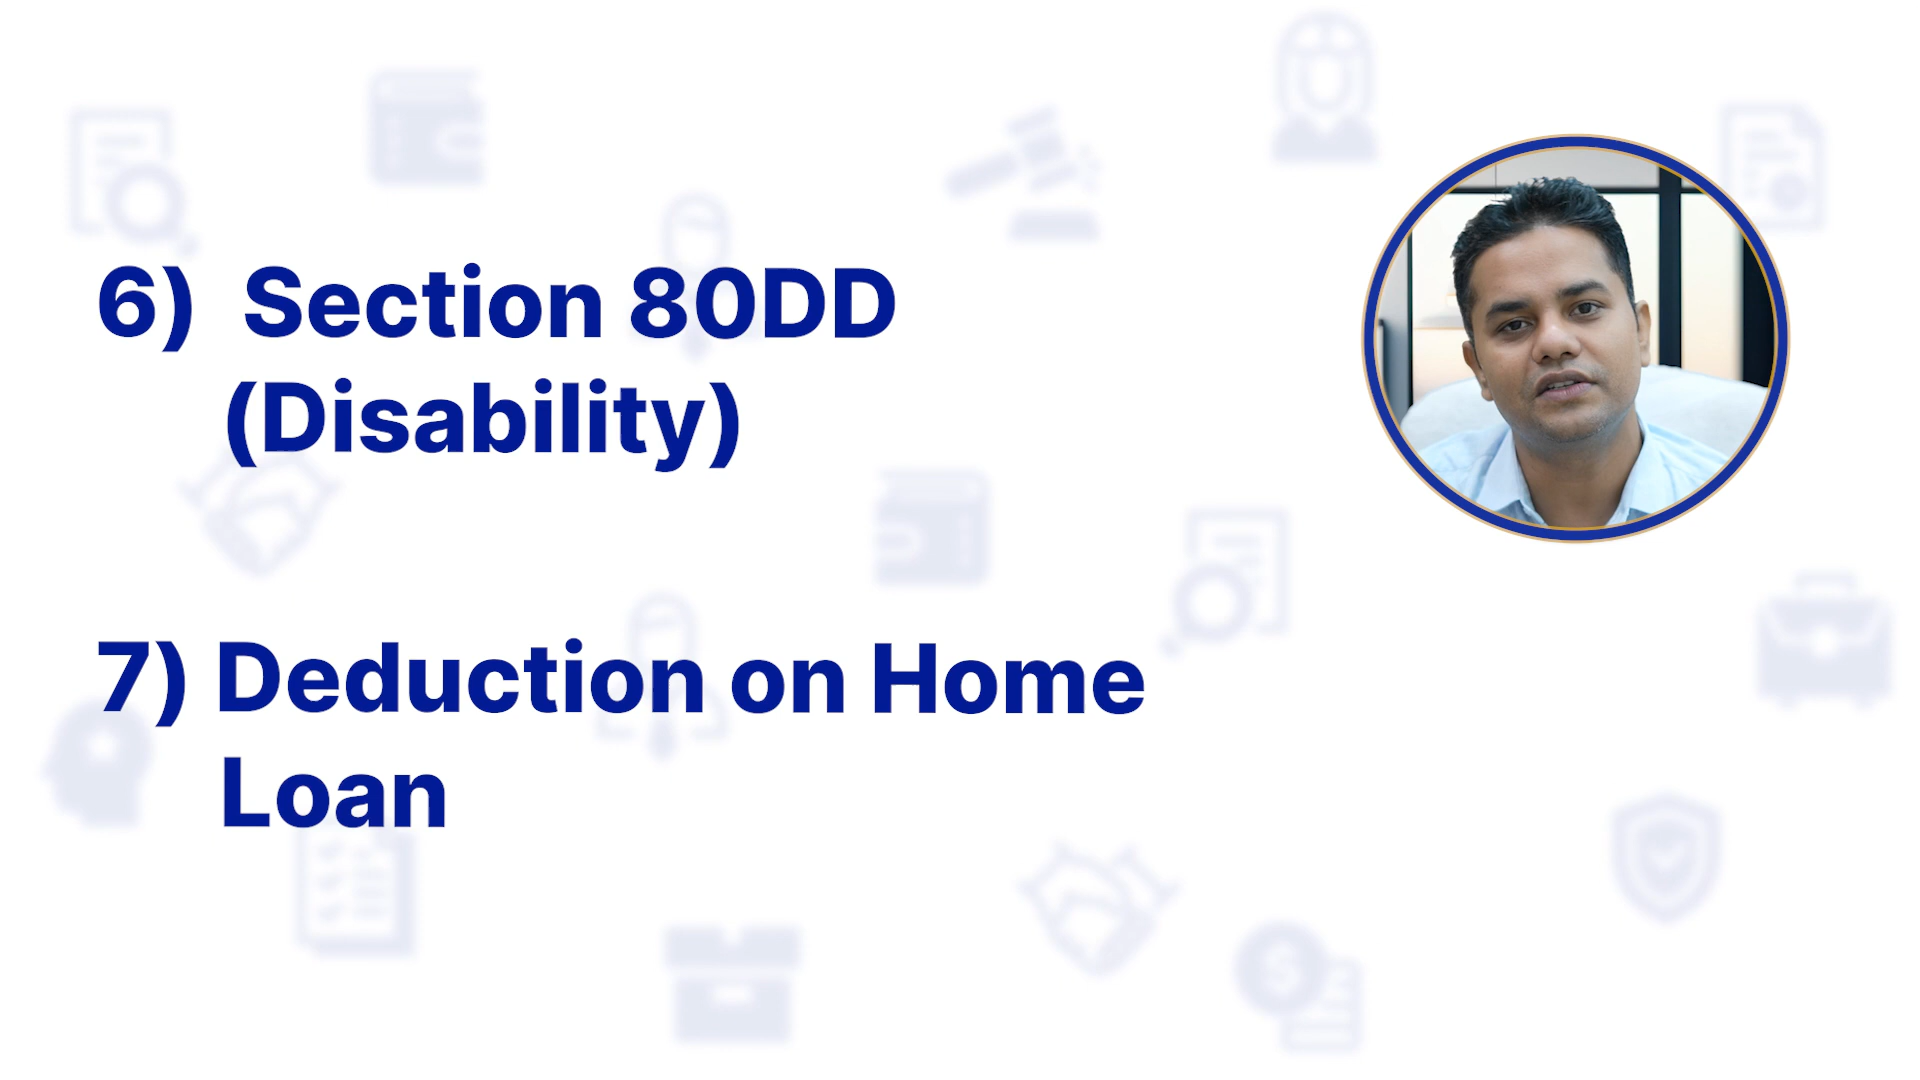 6) Section 80DD
(Disability)
7) Deduction on Home
Loan